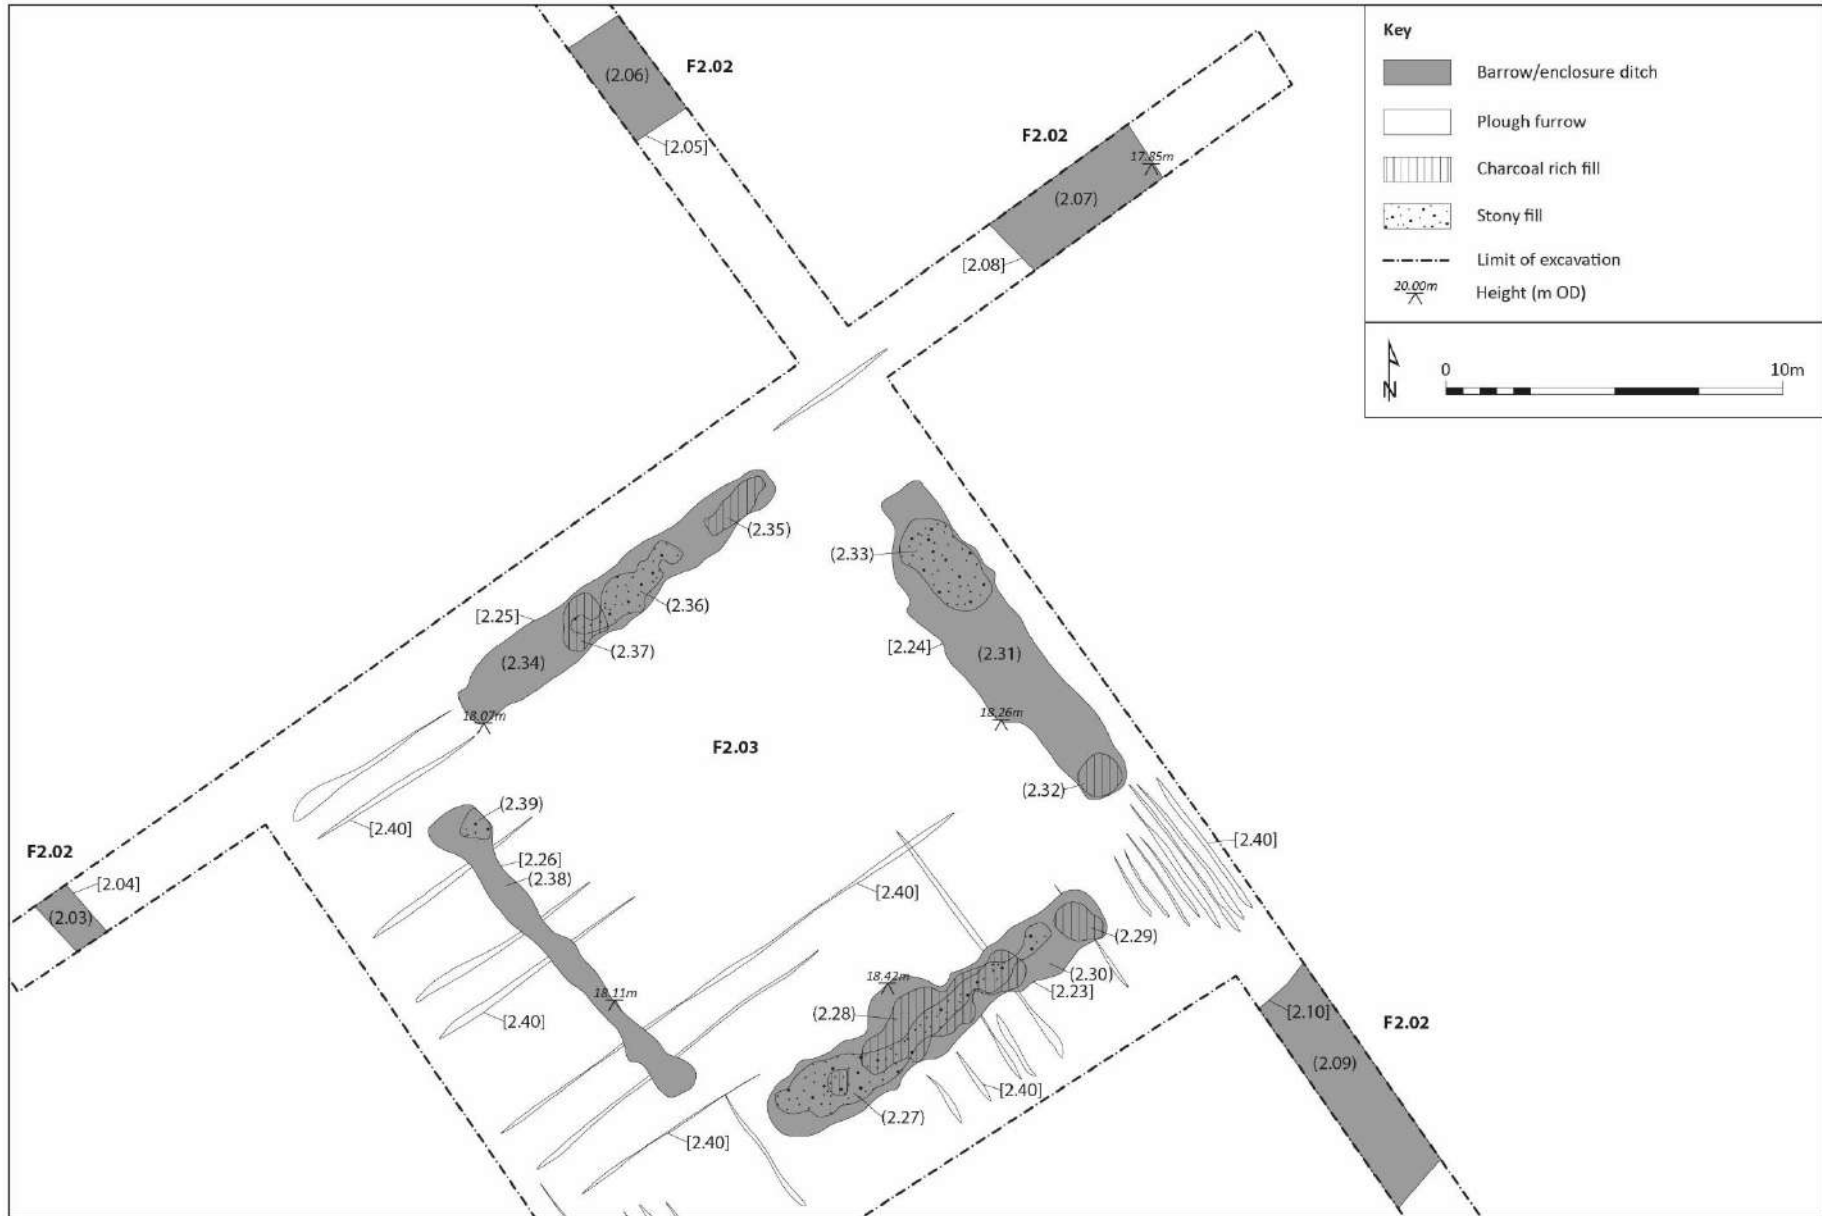 Key
Barrow/enclosure ditch
Plough furrow
Charcoal rich fill
Stony fill
Limit of excavation
20.00m
Height (m OD)
N
0
10m
(2.06)
F2.02
[2.05]
F2.02
17.85m
(2.07)
[2.08]
(2.35)
(2.33)
(2.36)
[2.25]
(2.37)
(2.34)
[2.24]
(2.31)
18.07m
18.26m
F2.03
(2.32)
(2.39)
[2.40]
[2.40]
F2.02
[2.26]
(2.38)
[2.04]
(2.03)
[2.40]
(2.29)
(2.30)
18.42m
[2.23]
18.11m
(2.28)
[2.40]
[2.10]
F2.02
(2.09)
[2.40]
(2.27)
[2.40]